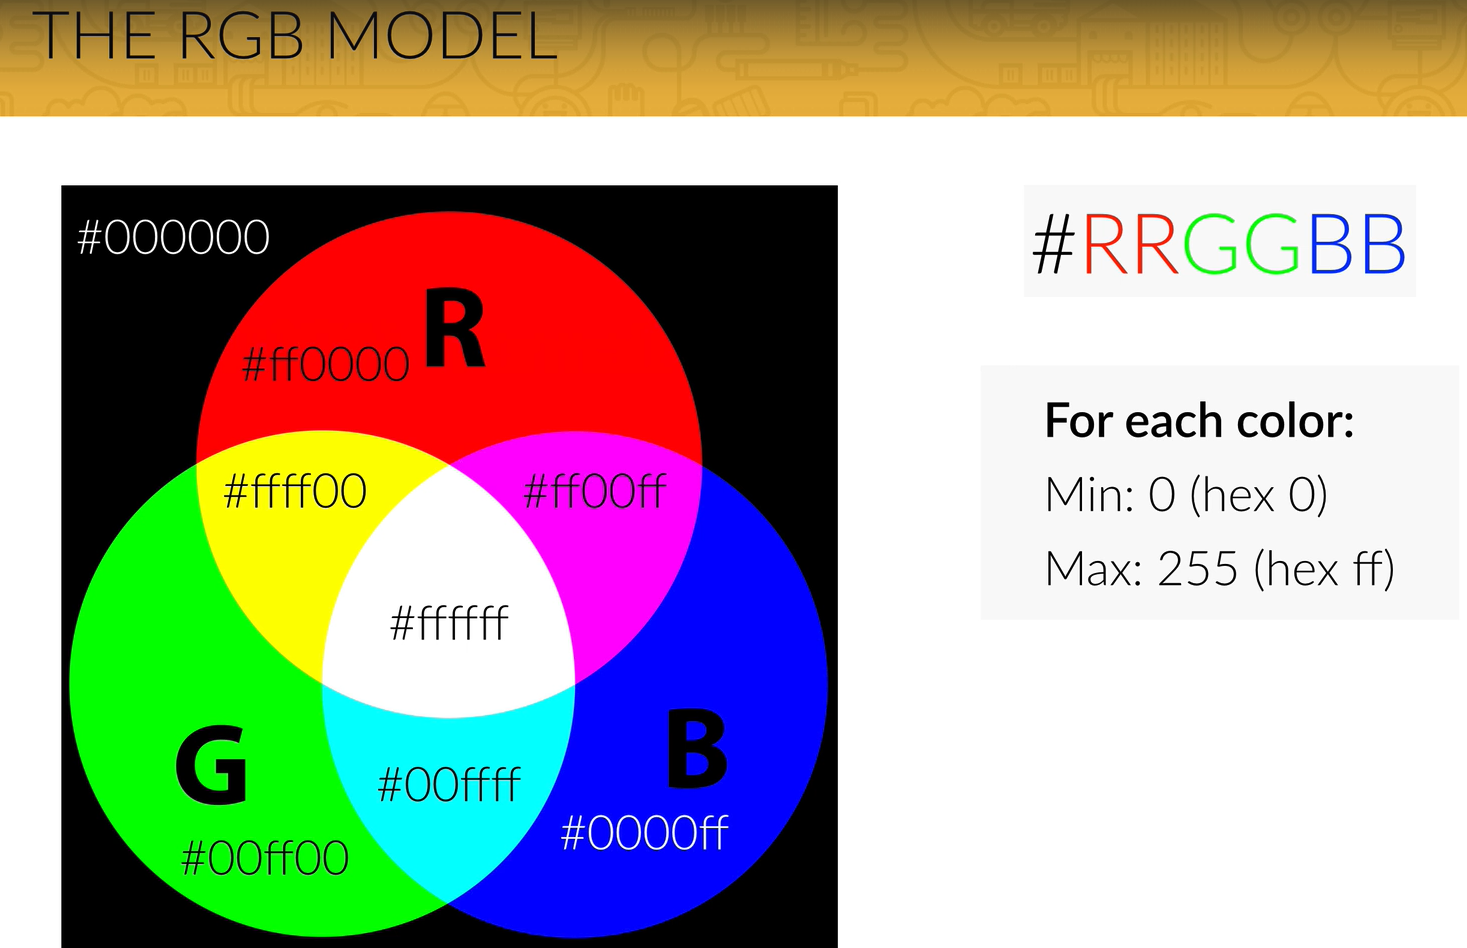 THE RGB MODEL
#000000
R
#ff0000
#ffff00
#ff00ff
#ffffff
G
B
#00ffff
#0000ff
#00ff00
#RRGGBB
For each color:
Min: 0 (hex 0)
Max: 255 (hex ff)